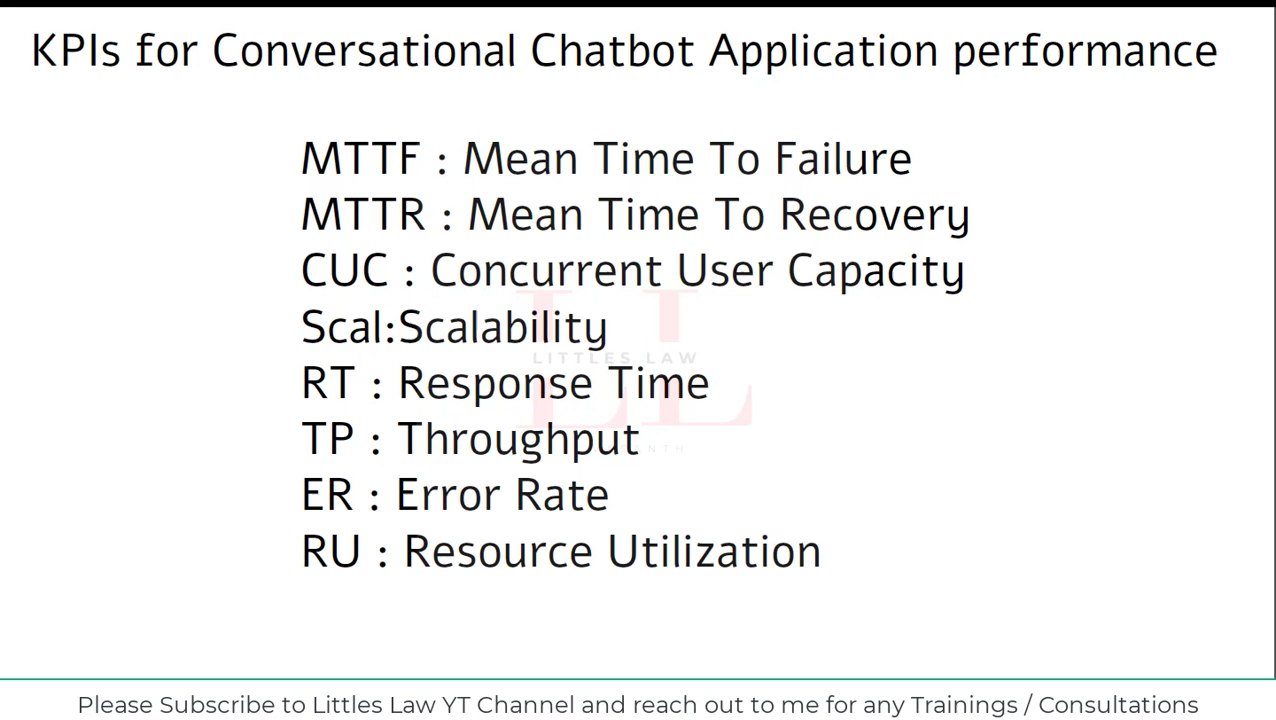 KPIs for Conversational Chatbot Application performance
MTTF : Mean Time To Failure
MTTR : Mean Time To Recovery
CUC : Concurrent User Capacity
Scal:Scalability
LITTLES LAW
RT : Response Time
TP : Throughput
ER : Error Rate
RU : Resource Utilization
Please Subscribe to Littles Law YT Channel and reach out to me for any Trainings / Consultations